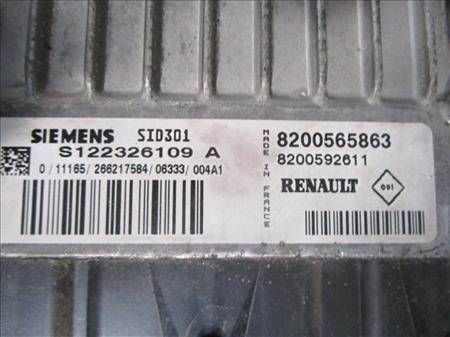 SIEMENS SID301
S122326109 A
0/11165/266217584/06333/004A1
MADE IN FRANCE
8200565863
8200592611
RENAULT 001